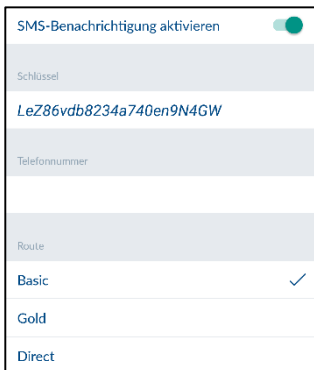 SMS-Benachrichtigung aktivieren
Schlüssel
LeZ86vdb8234a740en9N4GW
Telefonnummer
Route
Basic
Gold
Direct